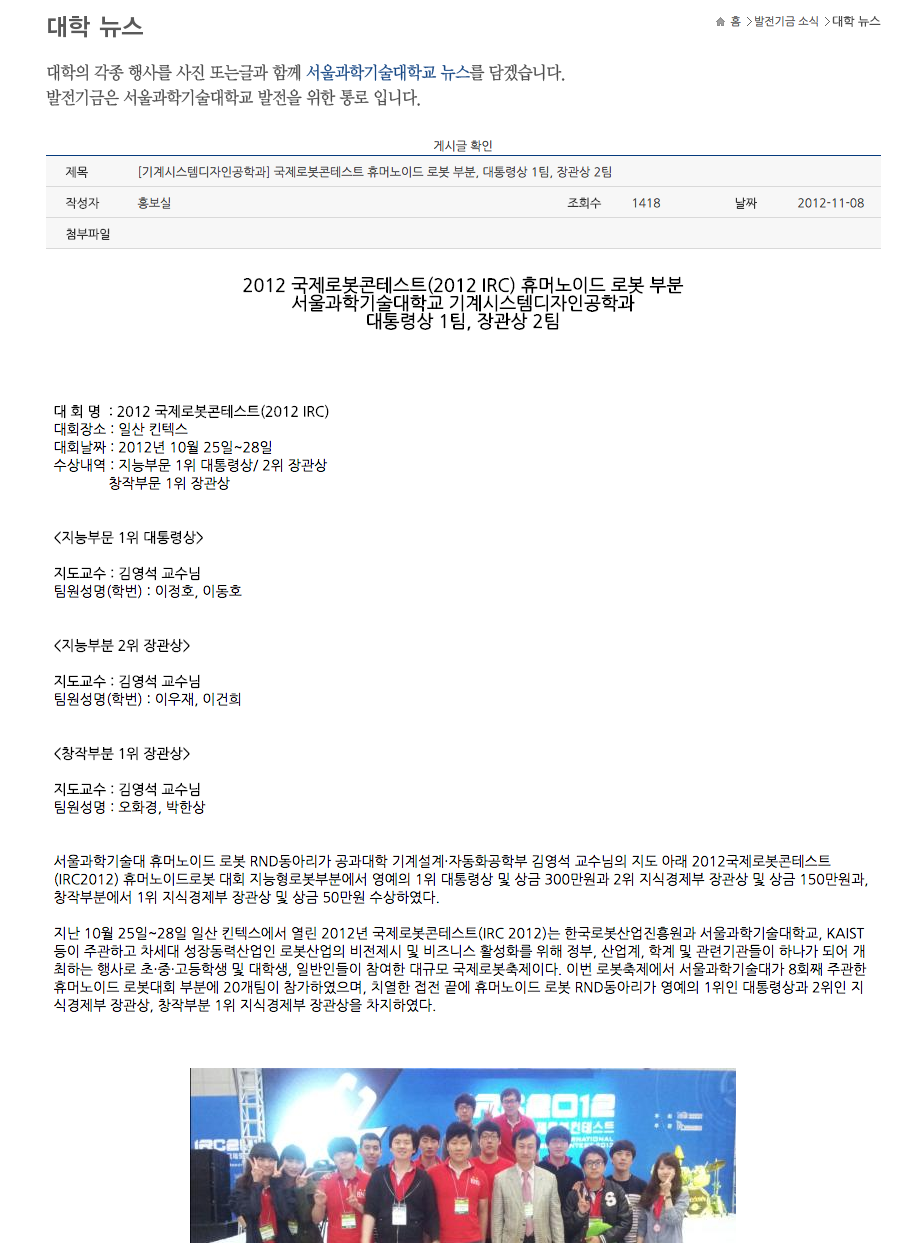 대학 뉴스
홈 > 발전기금 소식 > 대학 뉴스
대학의 각종 행사를 사진 또는글과 함께 서울과학기술대학교 뉴스를 담겠습니다.
발전기금은 서울과학기술대학교 발전을 위한 통로 입니다.
게시글 확인
제목 [기계시스템디자인공학과] 국제로봇콘테스트 휴머노이드 로봇 부분, 대통령상 1팀, 장관상 2팀
작성자 홍보실 조회수 1418 날짜 2012-11-08
첨부파일
2012 국제로봇콘테스트(2012 IRC) 휴머노이드 로봇 부분
서울과학기술대학교 기계시스템디자인공학과
대통령상 1팀, 장관상 2팀
대 회 명 : 2012 국제로봇콘테스트(2012 IRC)
대회장소 : 일산 킨텍스
대회날짜 : 2012년 10월 25일~28일
수상내역 : 지능부문 1위 대통령상/ 2위 장관상
창작부문 1위 장관상
<지능부문 1위 대통령상>
지도교수 : 김영석 교수님
팀원성명(학번) : 이정호, 이동호
<지능부분 2위 장관상>
지도교수 : 김영석 교수님
팀원성명(학번) : 이우재, 이건희
<창작부분 1위 장관상>
지도교수 : 김영석 교수님
팀원성명 : 오화경, 박한상
서울과학기술대 휴머노이드 로봇 RND동아리가 공과대학 기계설계·자동화공학부 김영석 교수님의 지도 아래 2012국제로봇콘테스트
(IRC2012) 휴머노이드로봇 대회 지능형로봇부분에서 영예의 1위 대통령상 및 상금 300만원과 2위 지식경제부 장관상 및 상금 150만원과,
창작부분에서 1위 지식경제부 장관상 및 상금 50만원 수상하였다.
지난 10월 25일~28일 일산 킨텍스에서 열린 2012년 국제로봇콘테스트(IRC 2012)는 한국로봇산업진흥원과 서울과학기술대학교, KAIST
등이 주관하고 차세대 성장동력산업인 로봇산업의 비전제시 및 비즈니스 활성화를 위해 정부, 산업계, 학계 및 관련기관들이 하나가 되어 개
최하는 행사로 초·중·고등학생 및 대학생, 일반인들이 참여한 대규모 국제로봇축제이다. 이번 로봇축제에서 서울과학기술대가 8회째 주관한
휴머노이드 로봇대회 부분에 20개팀이 참가하였으며, 치열한 접전 끝에 휴머노이드 로봇 RND동아리가 영예의 1위인 대통령상과 2위인 지
식경제부 장관상, 창작부분 1위 지식경제부 장관상을 차지하였다.
2012